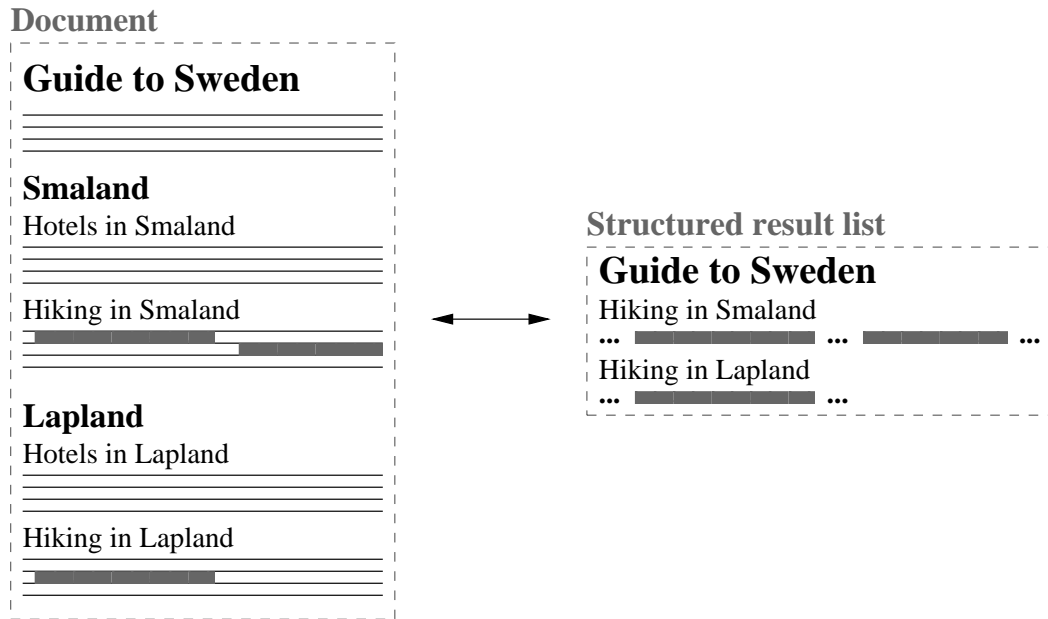 Document
Guide to Sweden
Smaland
Hotels in Smaland
Hiking in Smaland
Lapland
Hotels in Lapland
Hiking in Lapland
Structured result list
Guide to Sweden
Hiking in Smaland
... ... ...
Hiking in Lapland
... ...